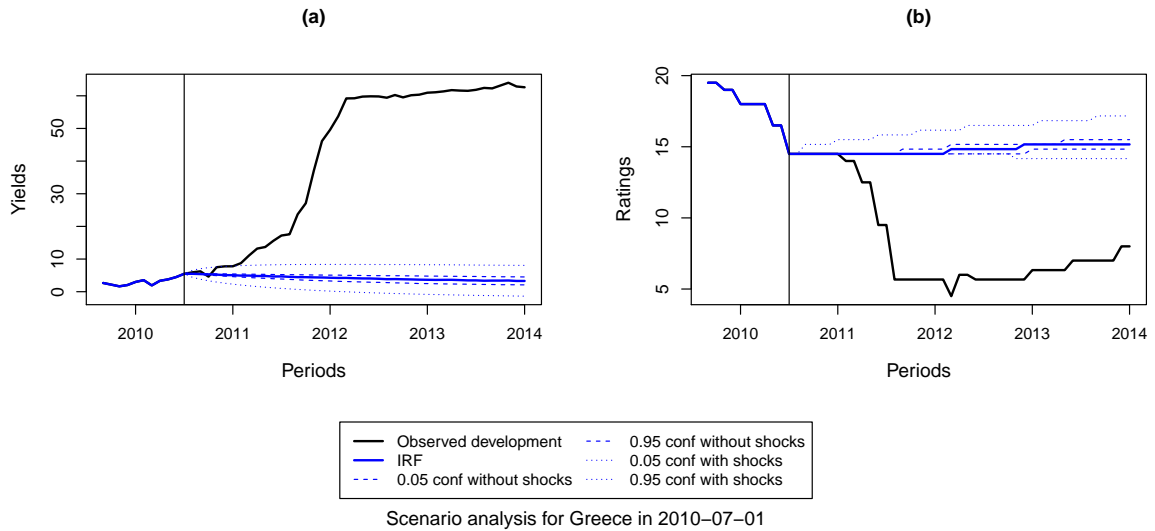 (a)
(b)
Yields
0
10
30
50
2010
2011
2012
2013
2014
Periods
Ratings
5
10
15
20
2010
2011
2012
2013
2014
Periods
Observed development
IRF
0.05 conf without shocks
0.95 conf without shocks
0.05 conf with shocks
0.95 conf with shocks
Scenario analysis for Greece in 2010−07−01